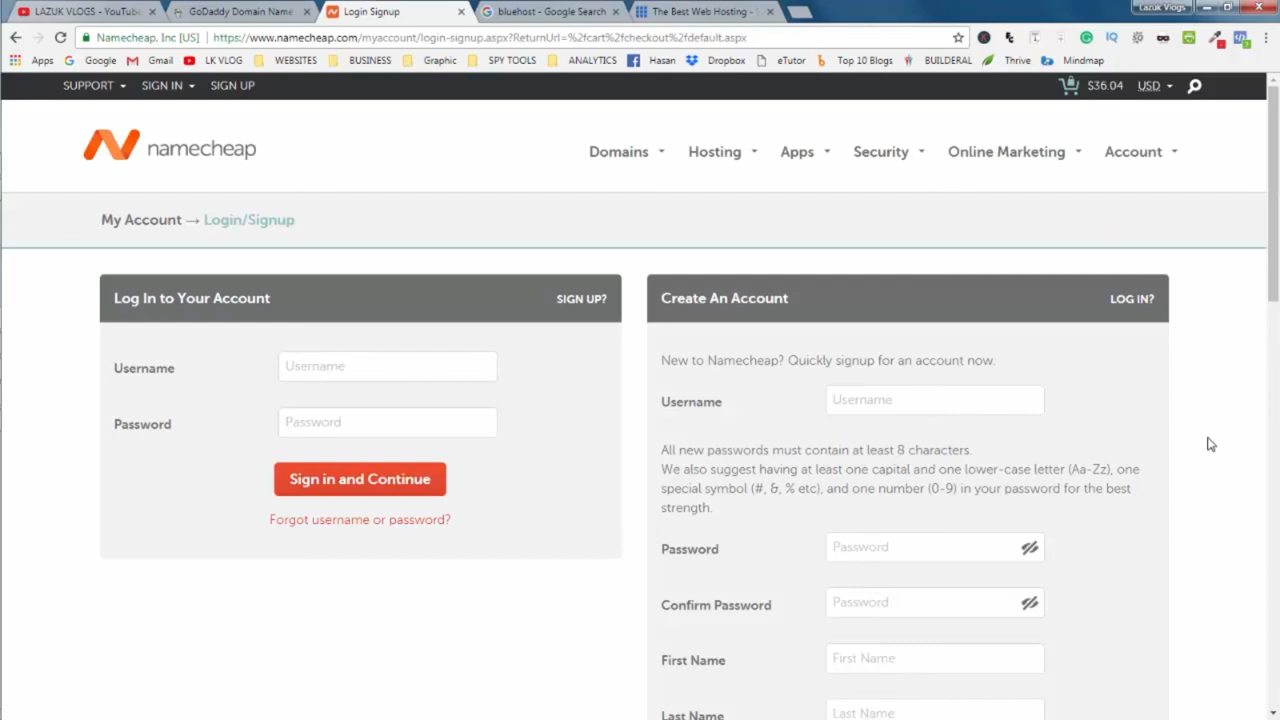 LAZUK VLOGS - YouTube
GoDaddy Domain Name
Login Signup
bluehost - Google Search
The Best Web Hosting -
Lazuk Vlogs
Namecheap, Inc [US]
https://www.namecheap.com/myaccount/login-signup.aspx?ReturnUrl=%2fcart%2fcheckout%2fdefault.aspx
Apps Google Gmail LK VLOG WEBSITES BUSINESS Graphic SPY TOOLS ANALYTICS Hasan Dropbox eTutor Top 10 Blogs BUILDERAL Thrive Mindmap
SUPPORT SIGN IN SIGN UP $36.04 USD
namecheap
Domains Hosting Apps Security Online Marketing Account
My Account → Login/Signup
Log In to Your Account SIGN UP?
Username Username
Password Password
Sign in and Continue
Forgot username or password?
Create An Account LOG IN?
New to Namecheap? Quickly signup for an account now.
Username Username
All new passwords must contain at least 8 characters.
We also suggest having at least one capital and one lower-case letter (Aa-Zz), one
special symbol (#, &, % etc), and one number (0-9) in your password for the best
strength.
Password Password
Confirm Password Password
First Name First Name
Last Name Last Name